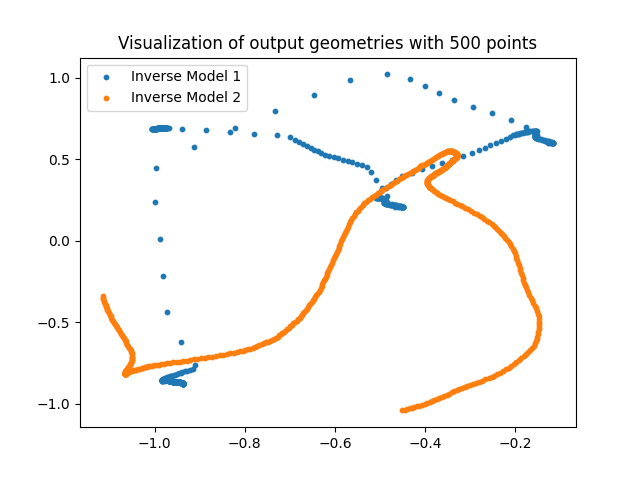 Visualization of output geometries with 500 points
Inverse Model 1
Inverse Model 2
1.0
0.5
0.0
−0.5
−1.0
−1.0 −0.8 −0.6 −0.4 −0.2